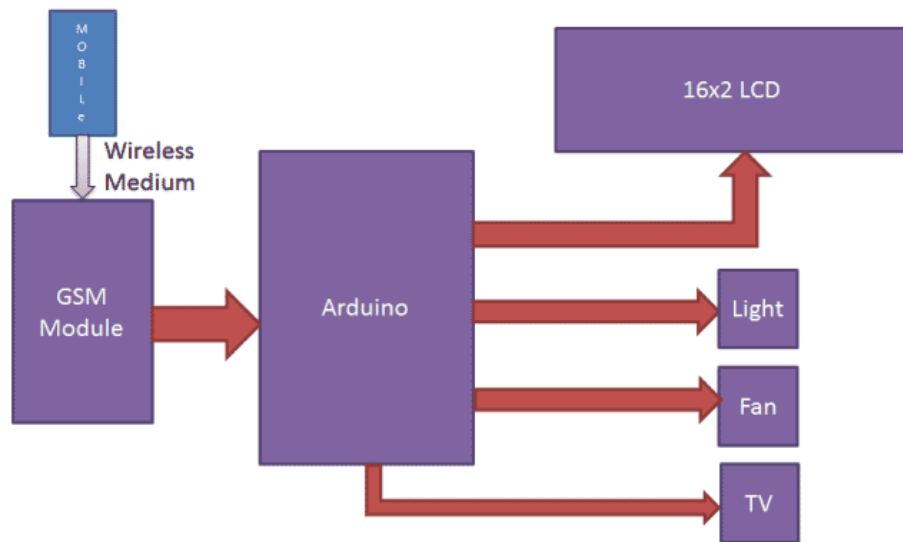 M
O
B
I
L
e
Wireless
Medium
16x2 LCD
GSM
Module
Arduino
Light
Fan
TV